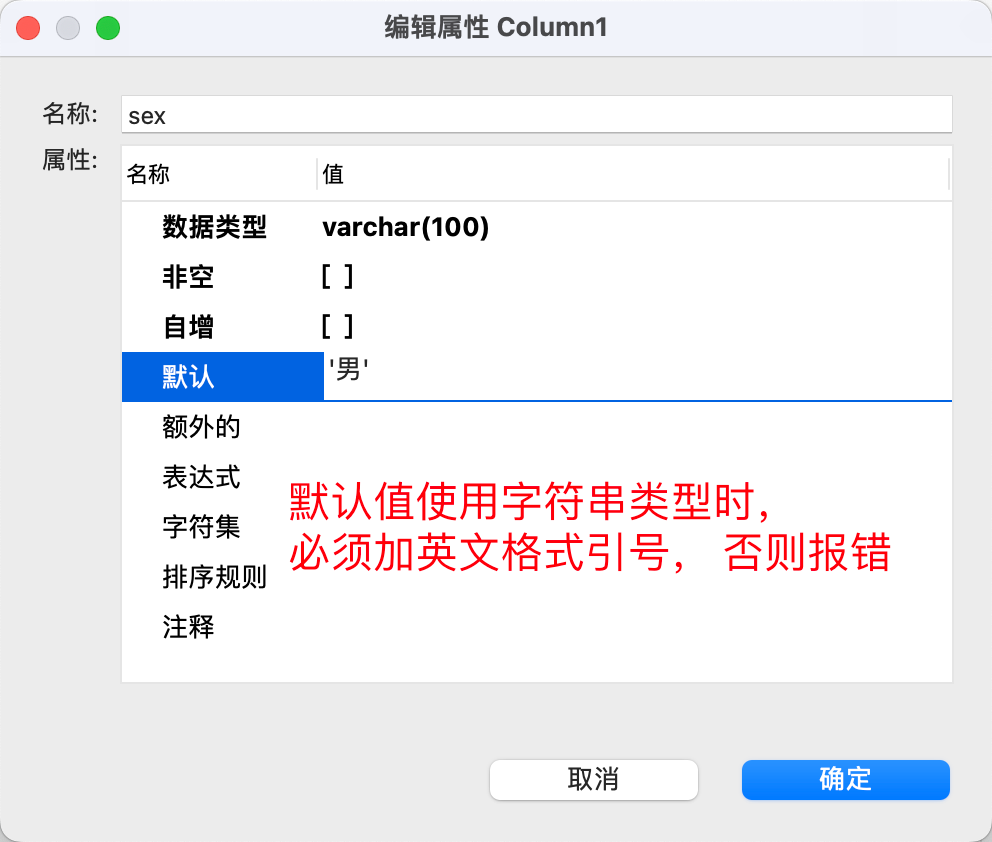 编辑属性 Column1
名称: sex
属性:
名称 值
数据类型 varchar(100)
非空 [ ]
自增 [ ]
默认 '男'
额外的
表达式
字符集
排序规则
注释
默认值使用字符串类型时，
必须加英文格式引号， 否则报错
取消 确定